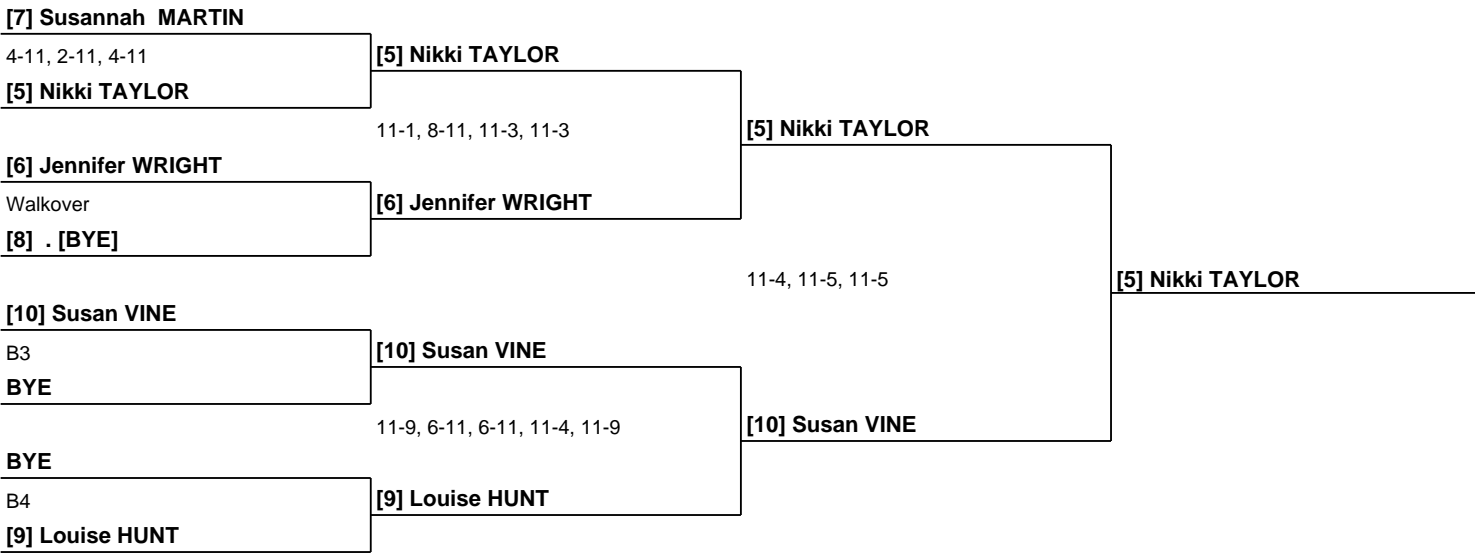 [7] Susannah  MARTIN
4-11, 2-11, 4-11
[5] Nikki TAYLOR
[5] Nikki TAYLOR
11-1, 8-11, 11-3, 11-3
[5] Nikki TAYLOR
[6] Jennifer WRIGHT
Walkover
[6] Jennifer WRIGHT
[8]  . [BYE]
11-4, 11-5, 11-5
[5] Nikki TAYLOR
[10] Susan VINE
B3
[10] Susan VINE
BYE
11-9, 6-11, 6-11, 11-4, 11-9
[10] Susan VINE
BYE
B4
[9] Louise HUNT
[9] Louise HUNT